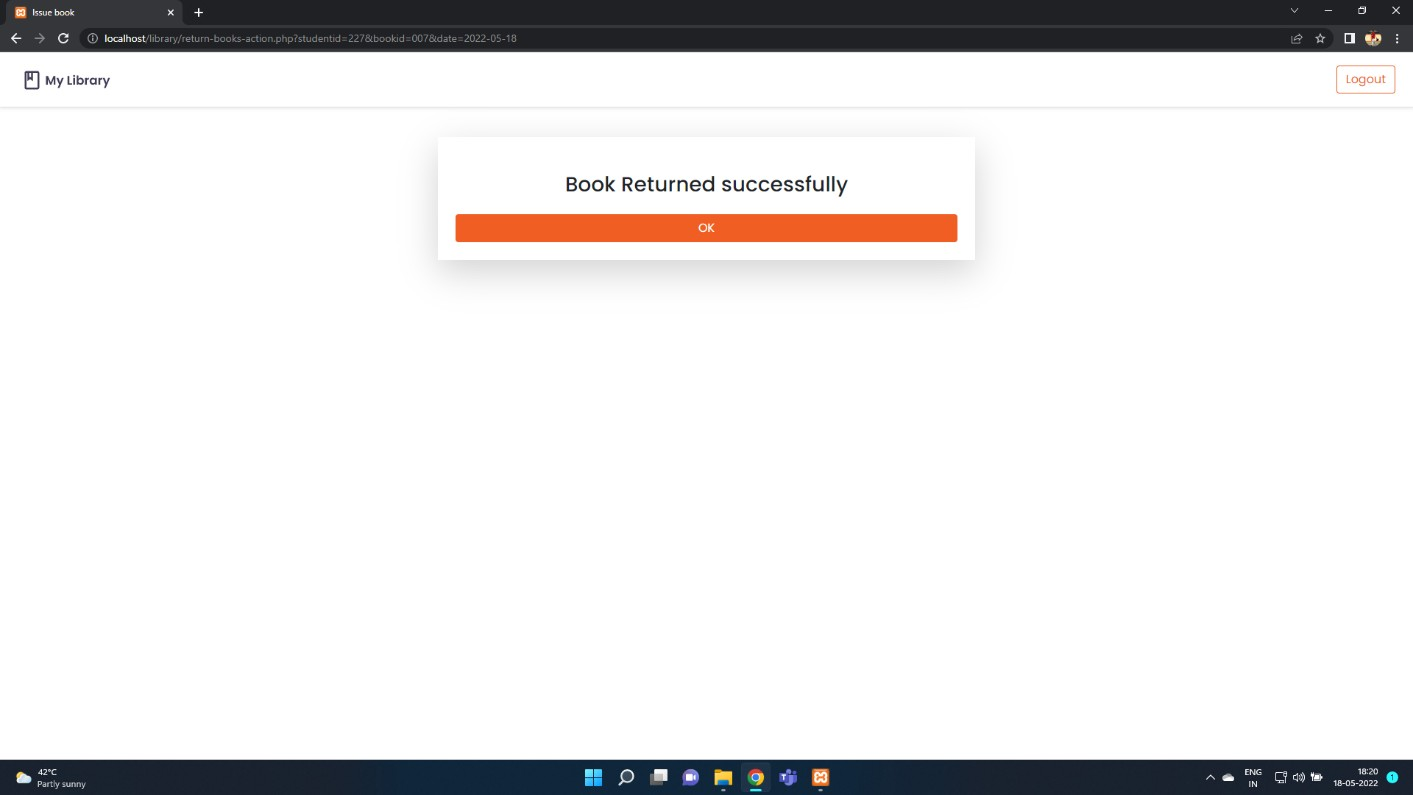 Issue book
localhost/library/return-books-action.php?studentid=227&bookid=007&date=2022-05-18
My Library
Logout
Book Returned successfully
OK
42°C
Partly sunny
ENG
IN
18:20
18-05-2022
1